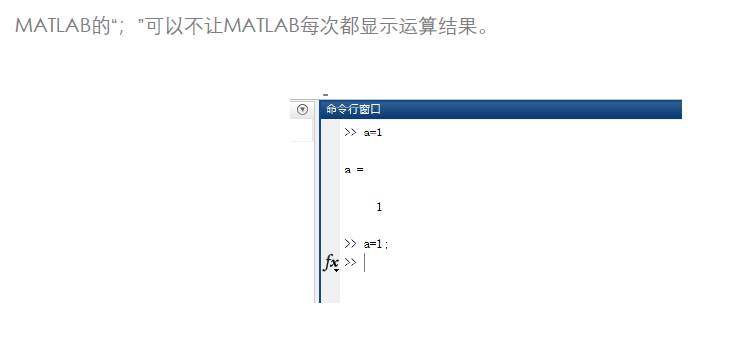 MATLAB的“；”可以不让MATLAB每次都显示运算结果。
命令行窗口
>> a=1
a =
1
>> a=1;
fx >>